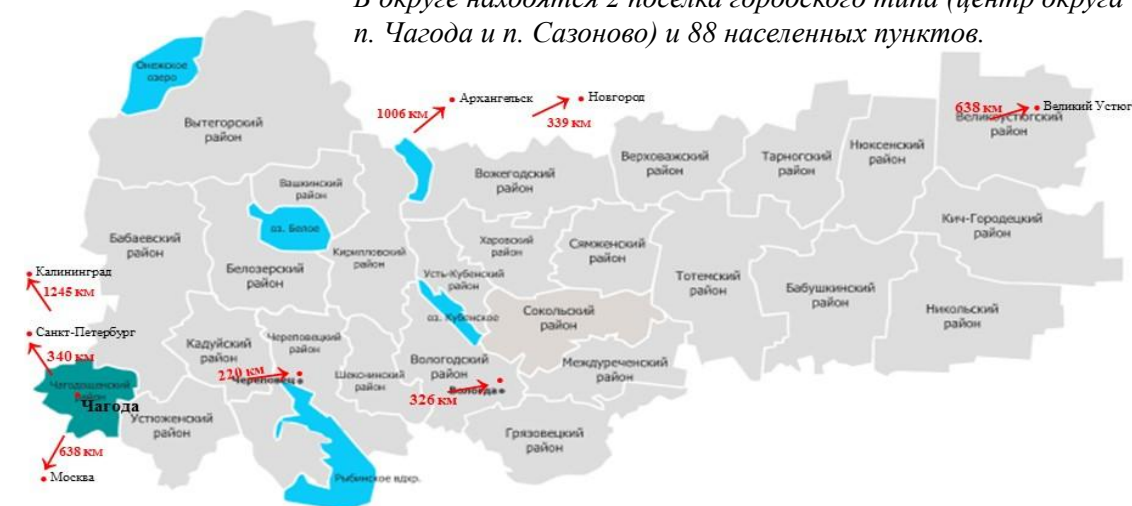 В округе находятся 2 поселка городского типа (центр округа
п. Чагода и п. Сазоново) и 88 населенных пунктов.
Онежское
озеро
Вытегорский
район
1006 км
Архангельск
Новгород
339 км
638 км
Великий Устюг
Великоустюгский
район
Верховажский
район
Тарногский
район
Нюксенский
район
Вожегодский
район
Вашкинский
район
оз. Белое
Бабаевский
район
Белозерский
район
Кирилловский
район
Харовский
район
Сямженский
район
Кич-Городецкий
район
Усть-Кубенский
район
Тотемский
район
Бабушкинский
район
Никольский
район
Калининград
1245 км
оз. Кубенское
Сокольский
район
Санкт-Петербург
340 км
Кадуйский
район
Череповецкий
район
220 км
Череповец
Шекснинский
район
Вологодский
район
Вологда
326 км
Междуреченский
район
Чагодощенский
район
Чагода
Устюженский
район
Грязовецкий
район
638 км
Москва
Рыбинское вдхр.